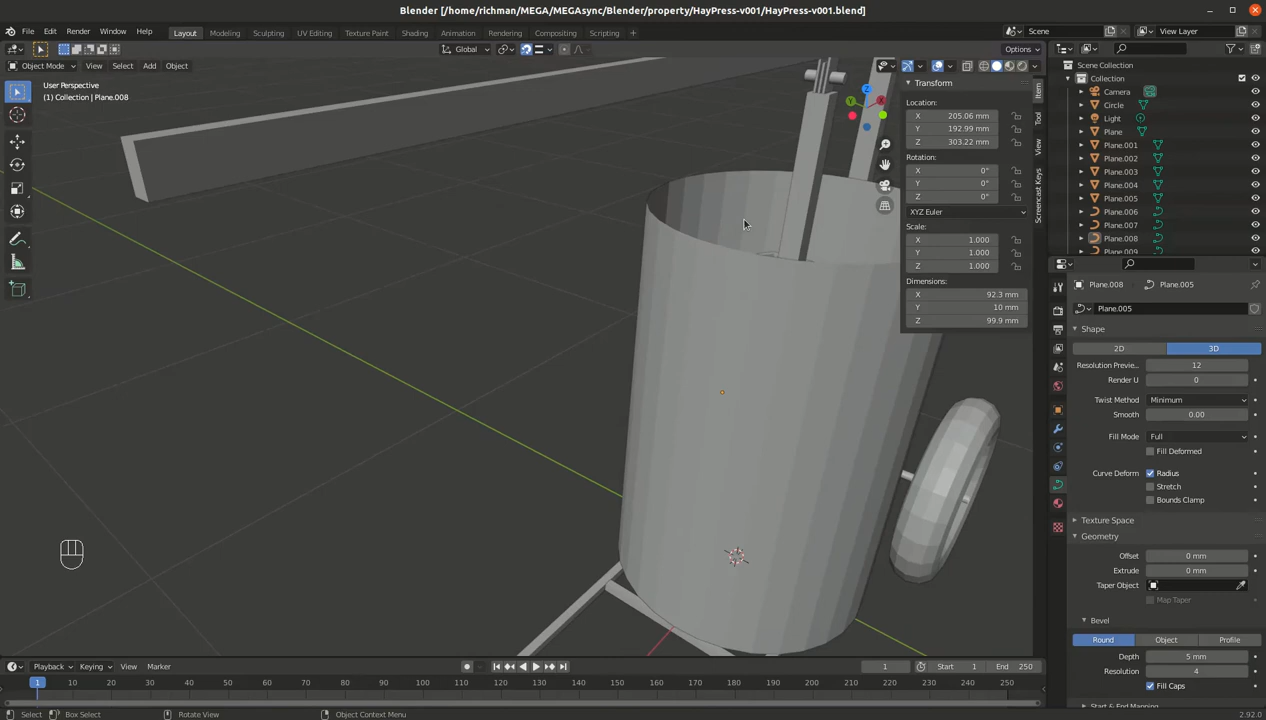 Blender [/home/richman/MEGA/MEGAsync/Blender/property/HayPress-v001/HayPress-v001.blend]
File Edit Render Window Help Layout Modeling Sculpting UV Editing Texture Paint Shading Animation Rendering Compositing Scripting Scene View Layer
Global Options
Object Mode View Select Add Object
User Perspective
(1) Collection | Plane.008
Z
Y
X
Transform
Location:
X 205.06 mm
Y 192.99 mm
Z 303.22 mm
Rotation:
X 0°
Y 0°
Z 0°
XYZ Euler
Scale:
X 1.000
Y 1.000
Z 1.000
Dimensions:
X 92.3 mm
Y 10 mm
Z 99.9 mm
Item
Tool
View
Screencast Keys
Scene Collection
Collection
Camera
Circle
Light
Plane
Plane.001
Plane.002
Plane.003
Plane.004
Plane.005
Plane.006
Plane.007
Plane.008
Plane.009
Plane.008 Plane.005
Plane.005
Shape
2D 3D
Resolution Previe... 12
Render U 0
Twist Method Minimum
Smooth 0.00
Fill Mode Full
Fill Deformed
Curve Deform Radius
Stretch
Bounds Clamp
Texture Space
Geometry
Offset 0 mm
Extrude 0 mm
Taper Object
Map Taper
Bevel
Round Object Profile
Depth 5 mm
Resolution 4
Fill Caps
Start & End Mapping
Playback Keying View Marker 1 Start 1 End 250
1 10 20 30 40 50 60 70 80 90 100 110 120 130 140 150 160 170 180 190 200 210 220 230 240 250
Select Box Select Rotate View Object Context Menu 2.92.0